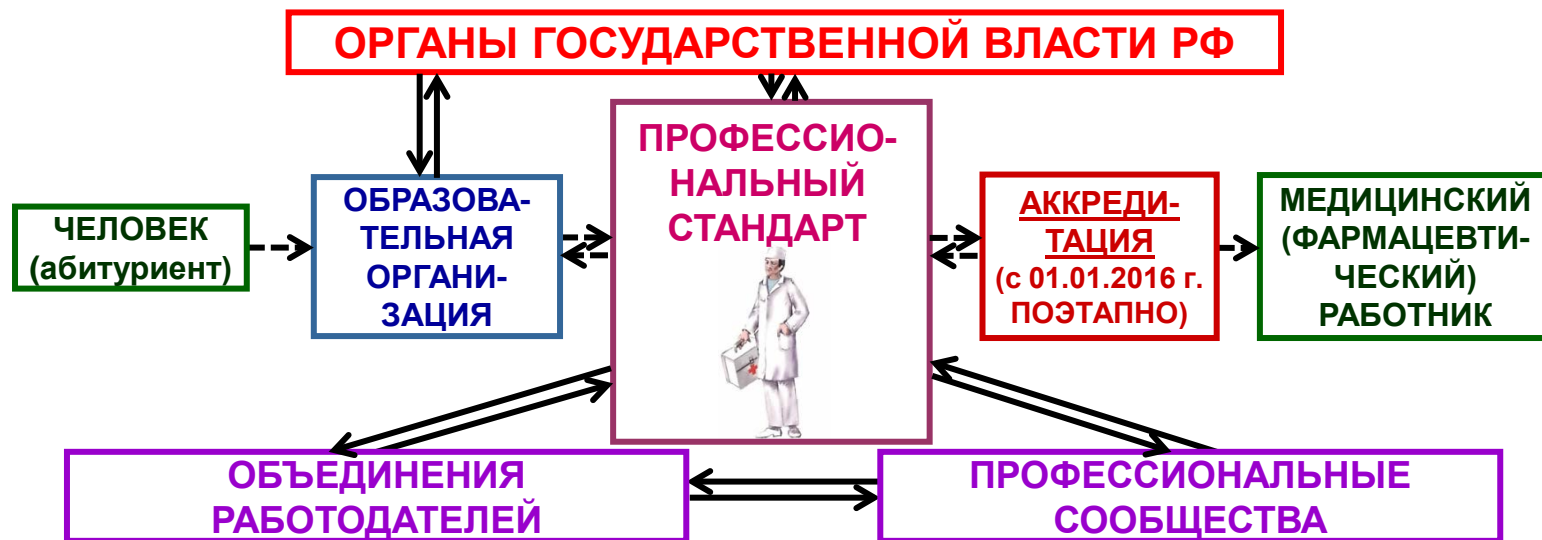 ОРГАНЫ ГОСУДАРСТВЕННОЙ ВЛАСТИ РФ
ЧЕЛОВЕК
(абитуриент)
ОБРАЗОВА-
ТЕЛЬНАЯ
ОРГАНИ-
ЗАЦИЯ
ПРОФЕССИО-
НАЛЬНЫЙ
СТАНДАРТ
АККРЕДИ-
ТАЦИЯ
(с 01.01.2016 г.
ПОЭТАПНО)
МЕДИЦИНСКИЙ
(ФАРМАЦЕВТИ-
ЧЕСКИЙ)
РАБОТНИК
ОБЪЕДИНЕНИЯ
РАБОТОДАТЕЛЕЙ
ПРОФЕССИОНАЛЬНЫЕ
СООБЩЕСТВА